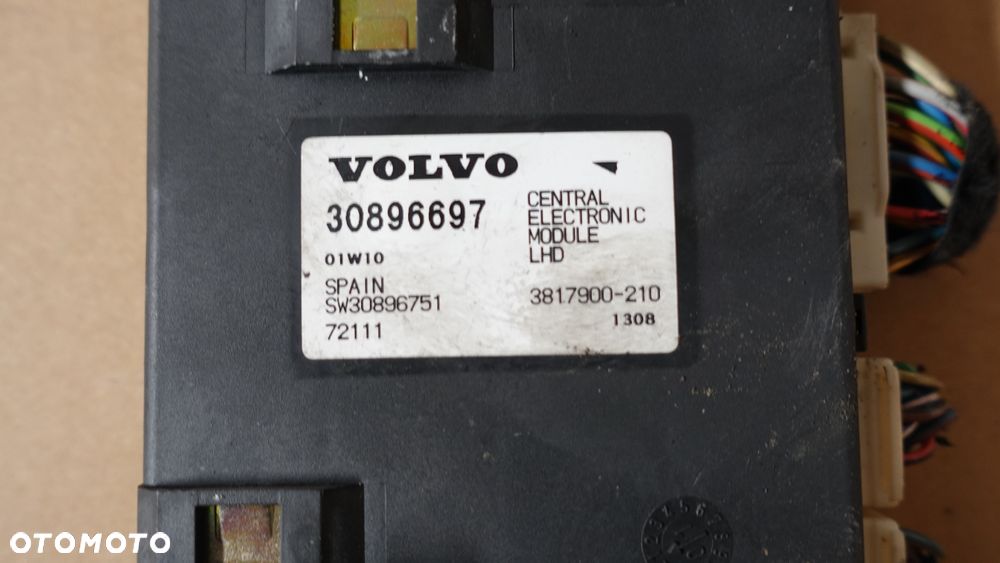 VOLVO
30896697
01W10
SPAIN
SW30896751
72111
CENTRAL
ELECTRONIC
MODULE
LHD
3817900-210
1308
OTOMOTO